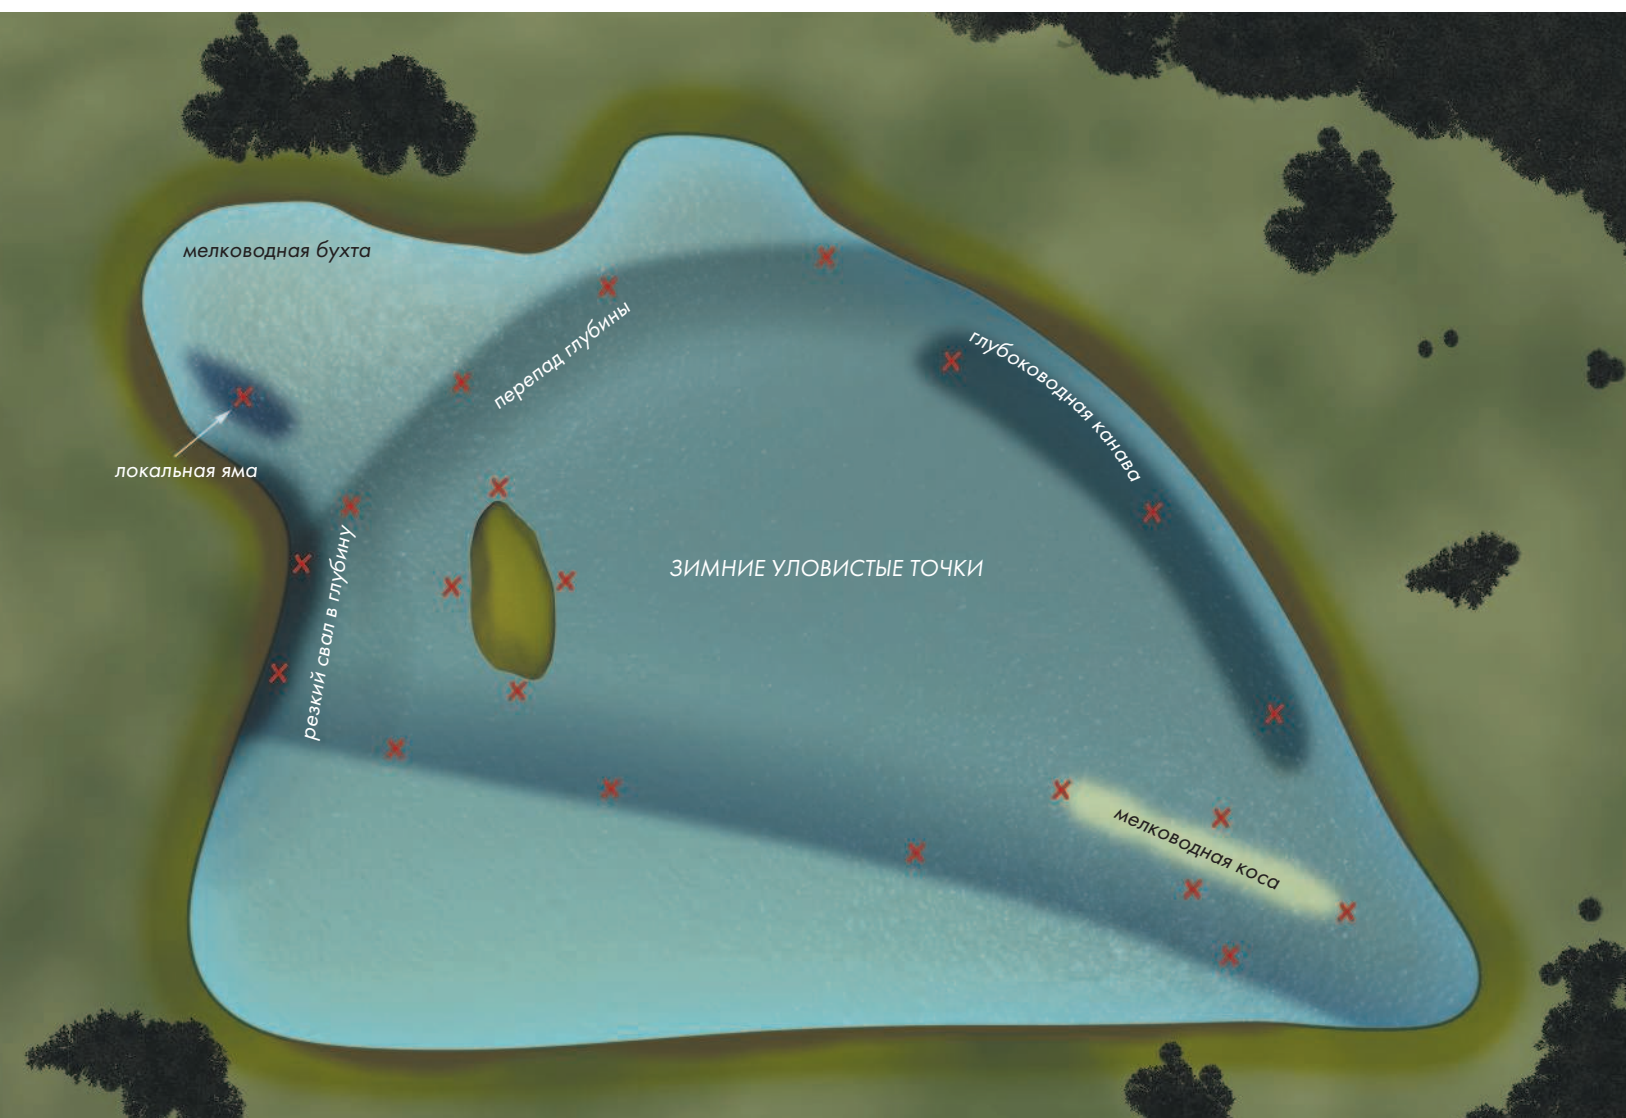 мелководная бухта
перепад глубины
глубоководная канава
локальная яма
резкий свал в глубину
ЗИМНИЕ УЛОВИСТЫЕ ТОЧКИ
мелководная коса